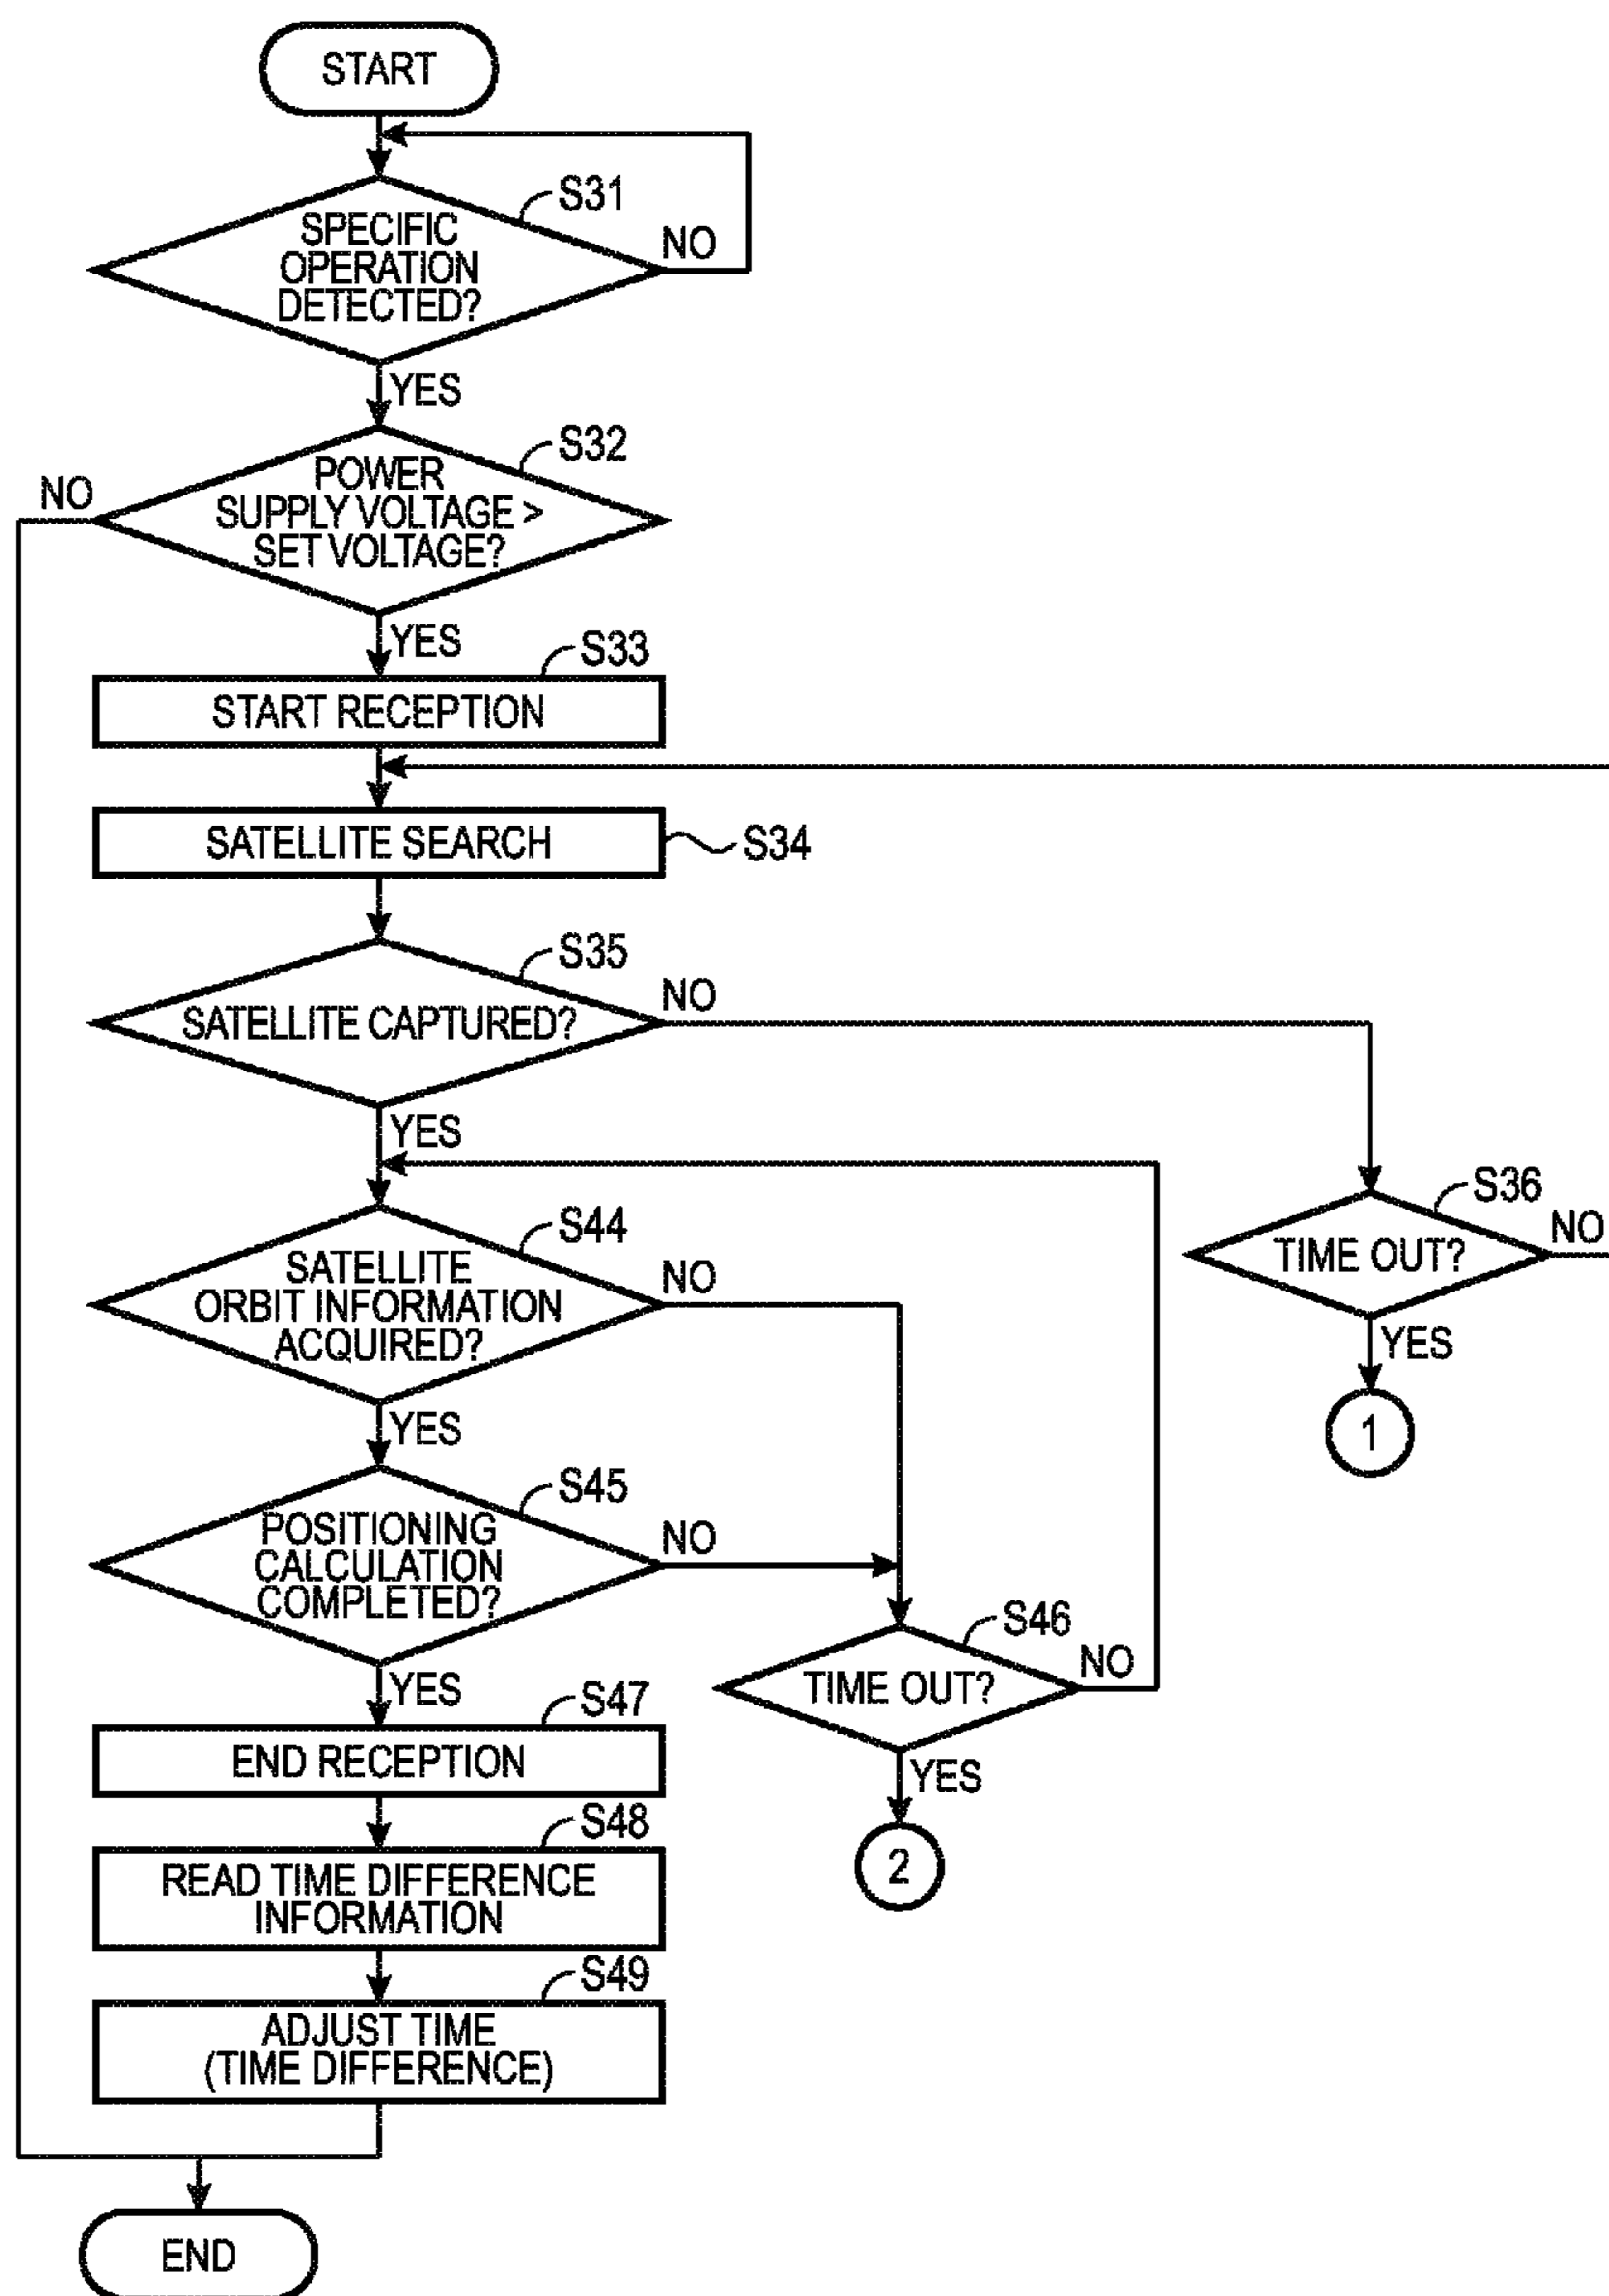 START
S31
SPECIFIC
OPERATION
DETECTED?
NO
YES
S32
NO
POWER
SUPPLY VOLTAGE >
SET VOLTAGE?
YES
S33
START RECEPTION
SATELLITE SEARCH
S34
S35
SATELLITE CAPTURED?
NO
YES
S36
TIME OUT?
NO
YES
1
S44
SATELLITE
ORBIT INFORMATION
ACQUIRED?
NO
YES
S45
POSITIONING
CALCULATION
COMPLETED?
NO
YES
S46
TIME OUT?
NO
YES
2
S47
END RECEPTION
S48
READ TIME DIFFERENCE
INFORMATION
S49
ADJUST TIME
(TIME DIFFERENCE)
END